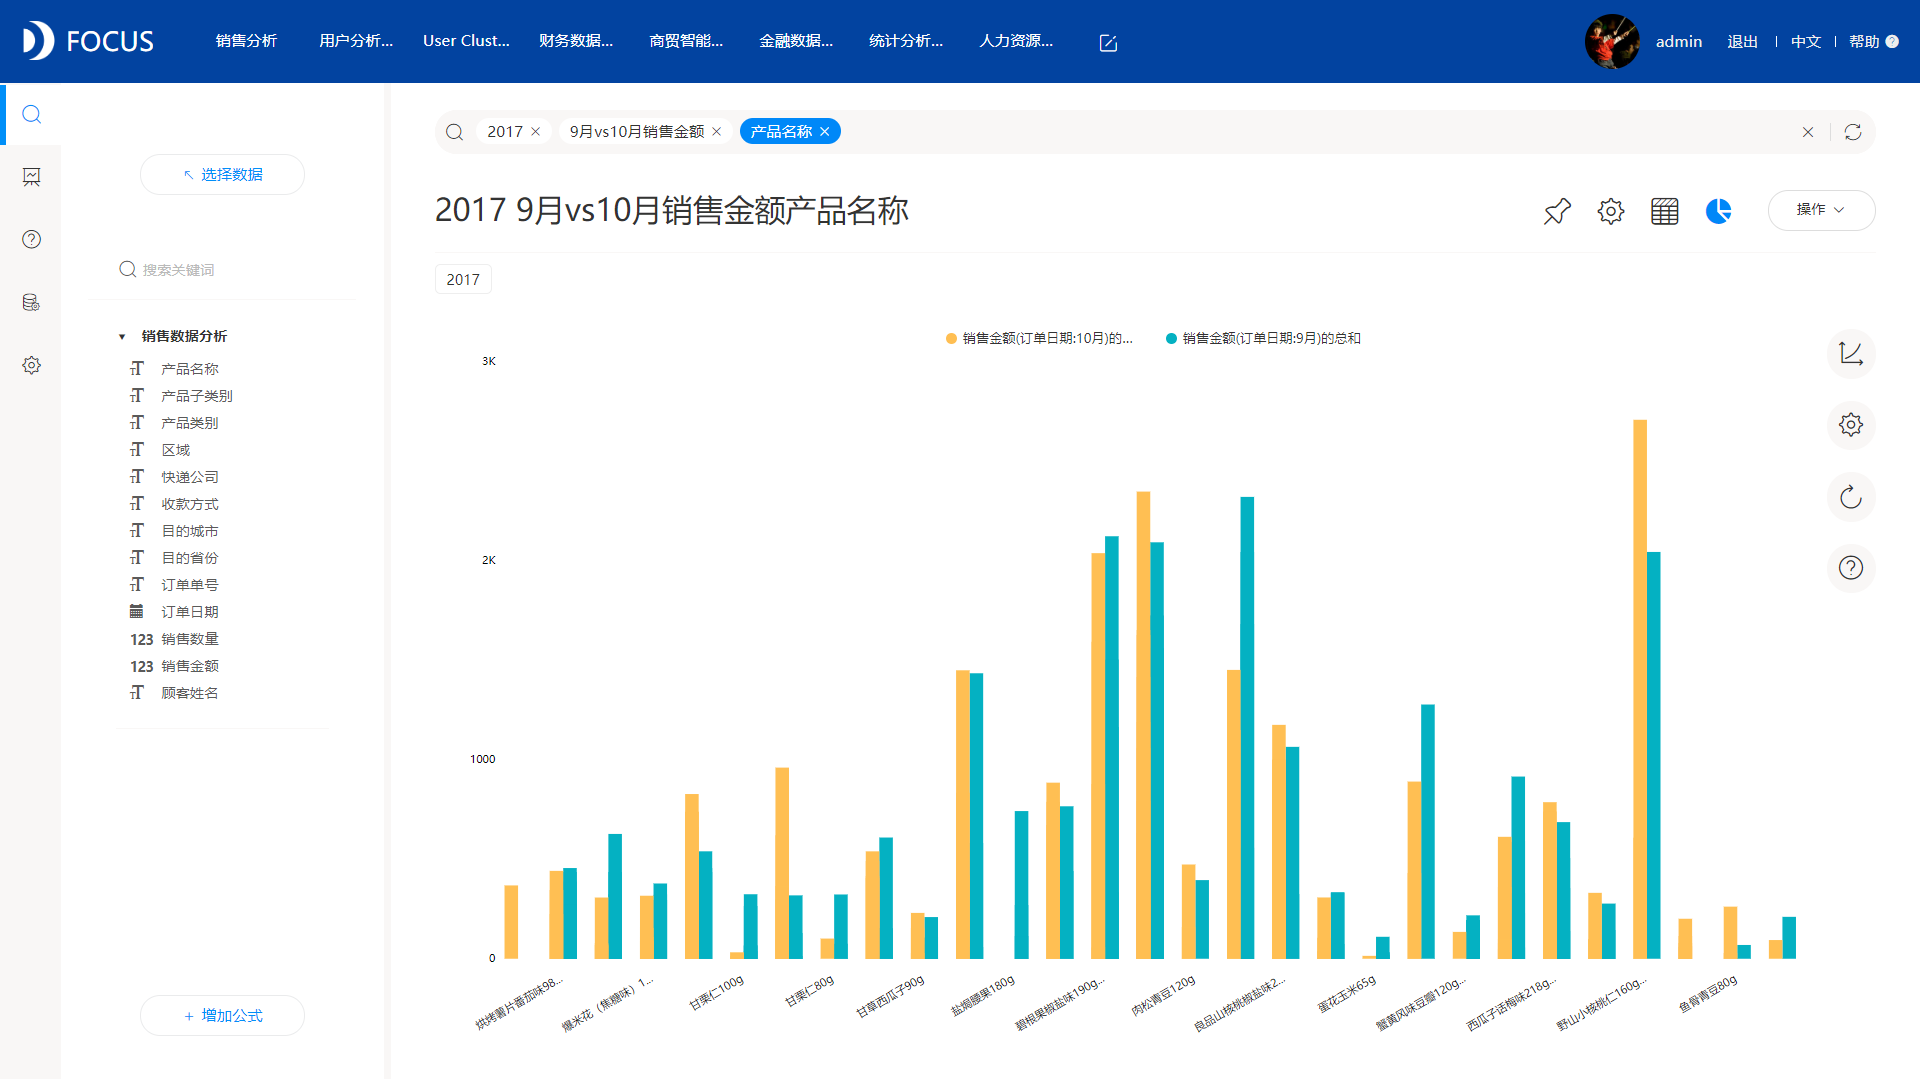 FOCUS 销售分析 用户分析... User Clust... 财务数据... 商贸智能... 金融数据... 统计分析... 人力资源... admin 退出 中文 帮助
2017 9月vs10月销售金额 产品名称
选择数据
2017 9月vs10月销售金额产品名称
操作
搜索关键词
2017
销售数据分析
产品名称
产品子类别
产品类别
区域
快递公司
收款方式
目的城市
目的省份
订单单号
订单日期
123 销售数量
123 销售金额
顾客姓名
增加公式
销售金额(订单日期:10月)的... 销售金额(订单日期:9月)的总和
3K
2K
1000
0
烘烤薯片番茄味98...
爆米花（焦糖味）1...
甘栗仁100g
甘栗仁80g
甘草西瓜子90g
盐焗腰果180g
碧根果椒盐味190g...
肉松青豆120g
良品山核桃椒盐味2...
蛋花玉米65g
蟹黄风味豆瓣120g...
西瓜子话梅味218g...
野山小核桃仁160g...
鱼骨青豆80g